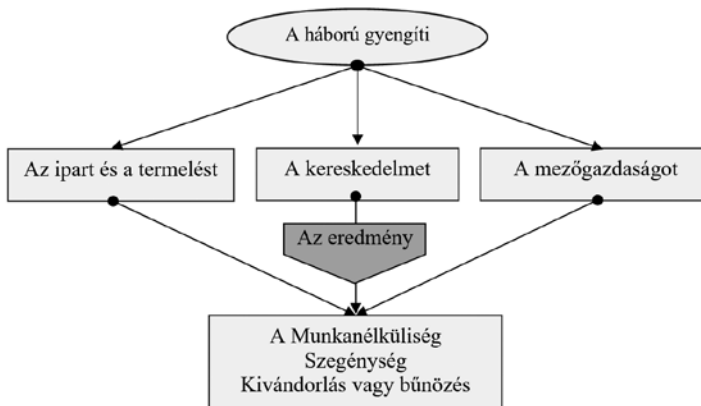 A háború gyengíti
Az ipart és a termelést
A kereskedelmet
A mezőgazdaságot
Az eredmény
A Munkanélküliség
Szegénység
Kivándorlás vagy bűnözés